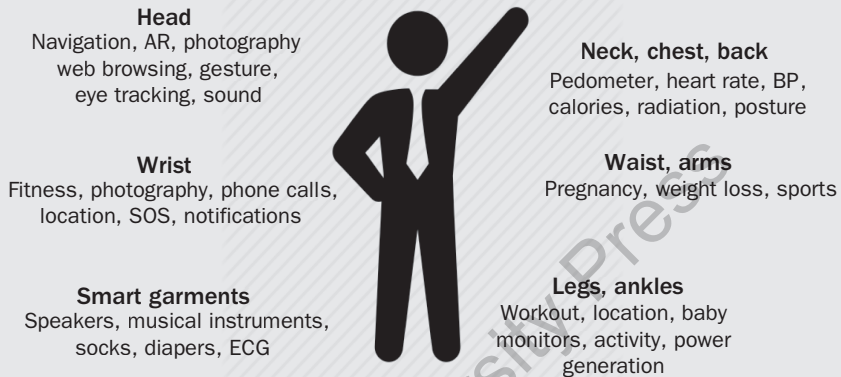 Head
Navigation, AR, photography
web browsing, gesture,
eye tracking, sound
Neck, chest, back
Pedometer, heart rate, BP,
calories, radiation, posture
Wrist
Fitness, photography, phone calls,
location, SOS, notifications
Waist, arms
Pregnancy, weight loss, sports
Smart garments
Speakers, musical instruments,
socks, diapers, ECG
Legs, ankles
Workout, location, baby
monitors, activity, power
generation
sity Press